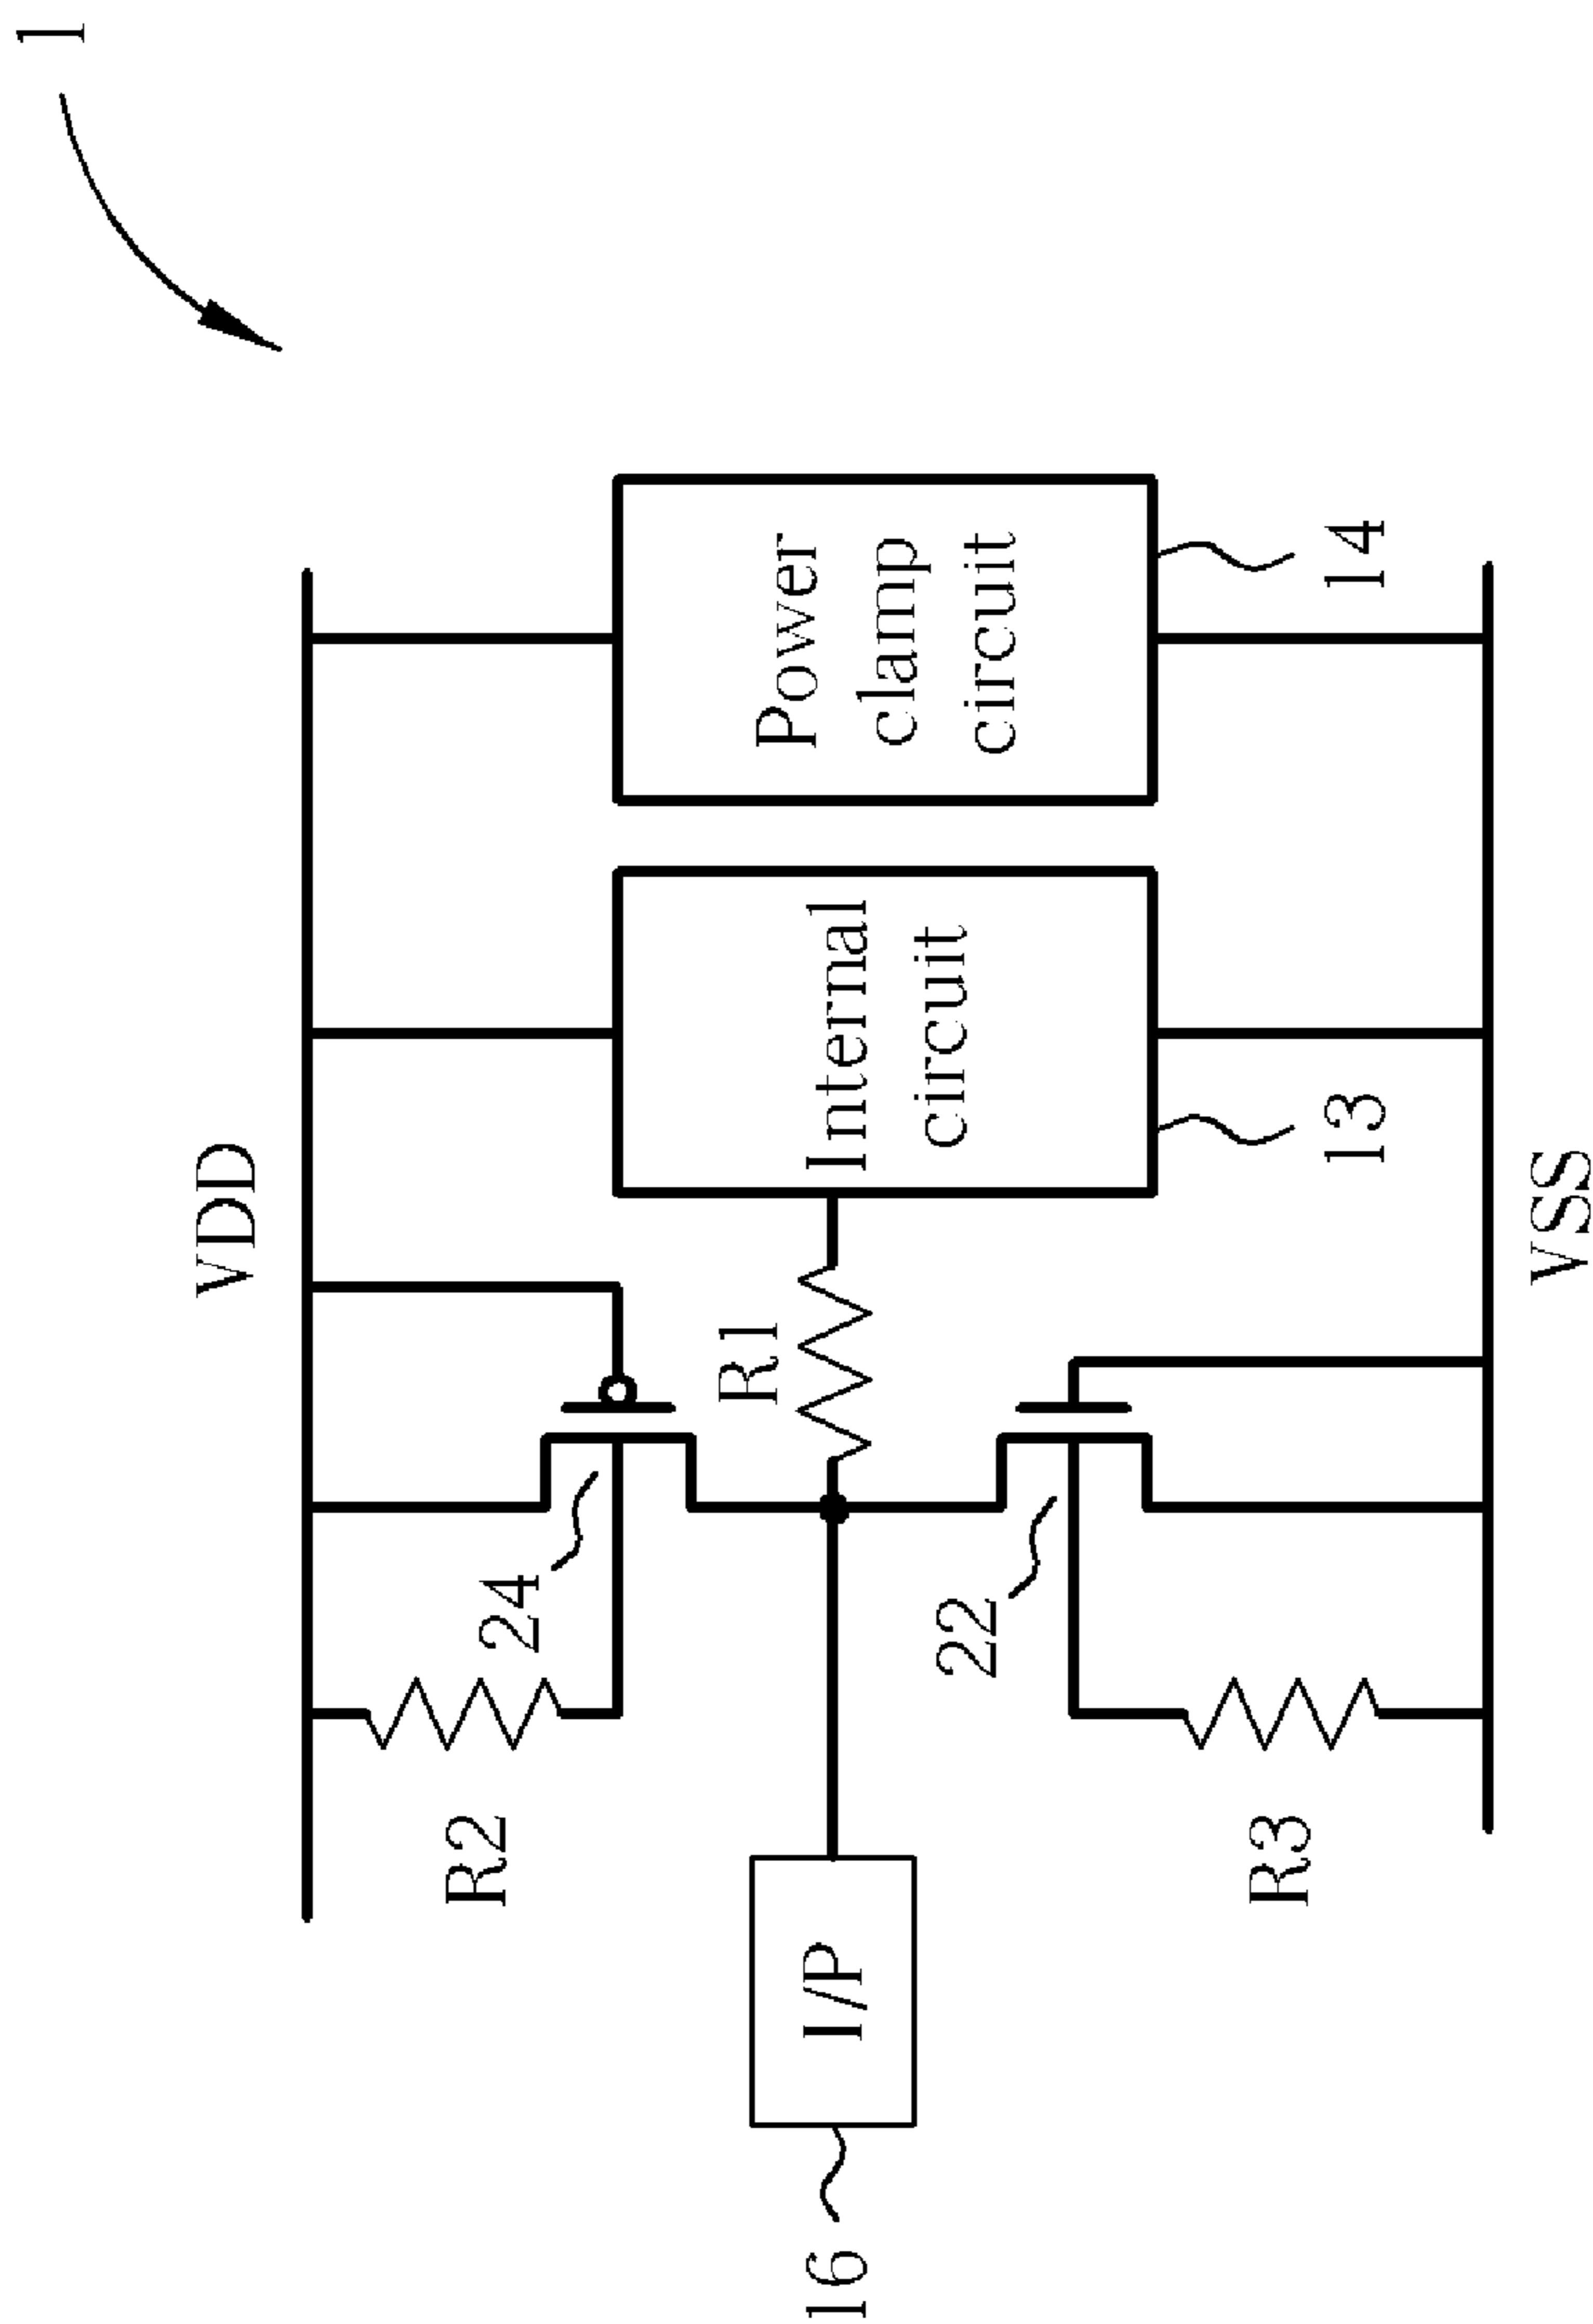 1
VDD
R2
24
R1
I/P
16
22
R3
Internal
circuit
13
Power
clamp
circuit
14
VSS